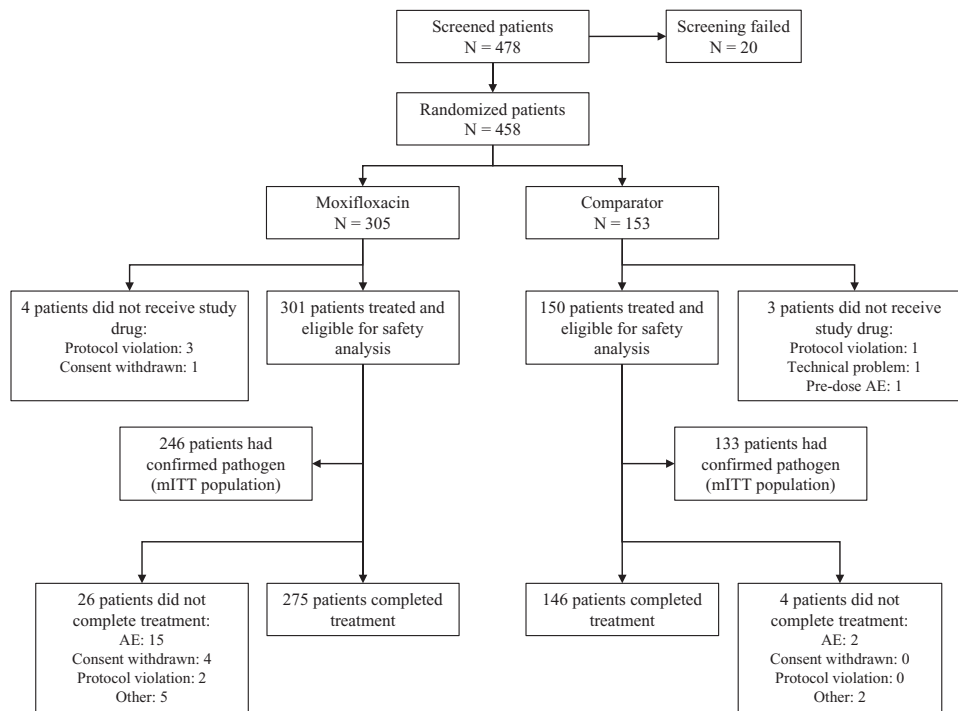 Screened patients
N = 478
Screening failed
N = 20
Randomized patients
N = 458
Moxifloxacin
N = 305
Comparator
N = 153
4 patients did not receive study
drug:
Protocol violation: 3
Consent withdrawn: 1
301 patients treated and
eligible for safety
analysis
150 patients treated and
eligible for safety
analysis
3 patients did not receive
study drug:
Protocol violation: 1
Technical problem: 1
Pre-dose AE: 1
246 patients had
confirmed pathogen
(mITT population)
133 patients had
confirmed pathogen
(mITT population)
26 patients did not
complete treatment:
AE: 15
Consent withdrawn: 4
Protocol violation: 2
Other: 5
275 patients completed
treatment
146 patients completed
treatment
4 patients did not
complete treatment:
AE: 2
Consent withdrawn: 0
Protocol violation: 0
Other: 2